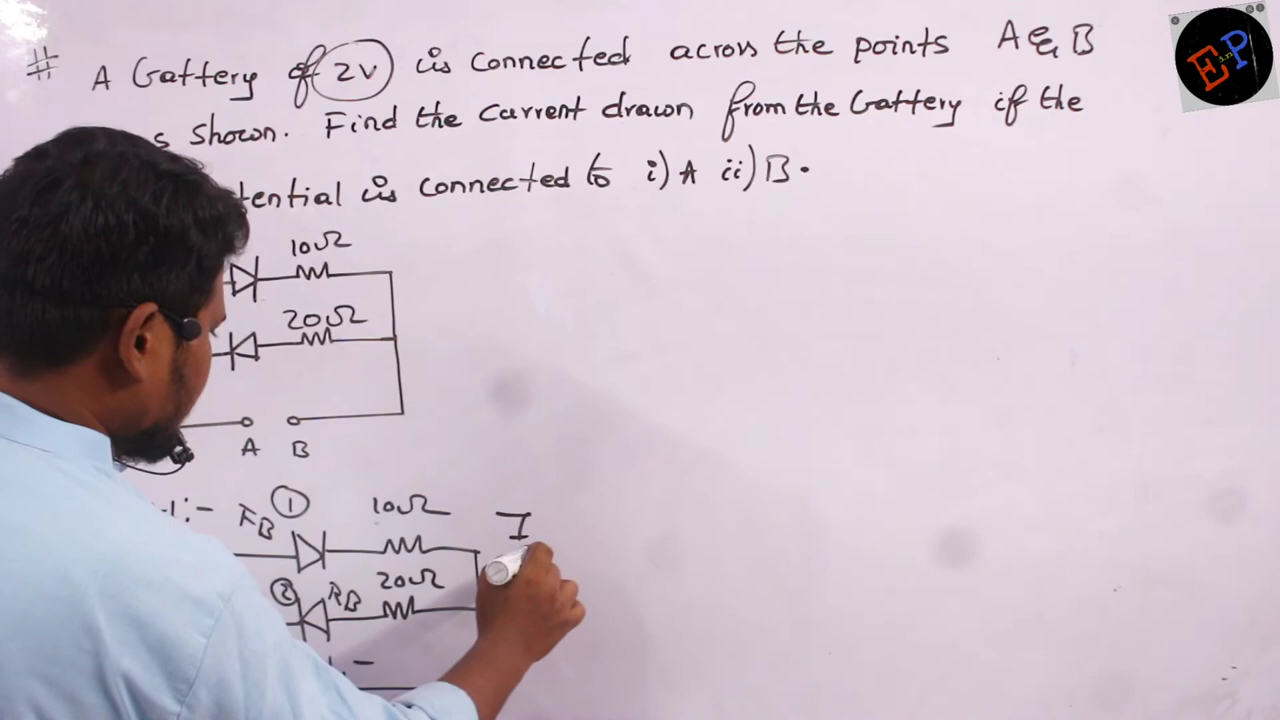 # A battery of 2V is connected across the points A & B
s shown. Find the current drawn from the battery if the
tential is connected to i) A ii) B.
10Ω
20Ω
A B
:-
FB ① 10Ω I
② RB 20Ω
-
E in P